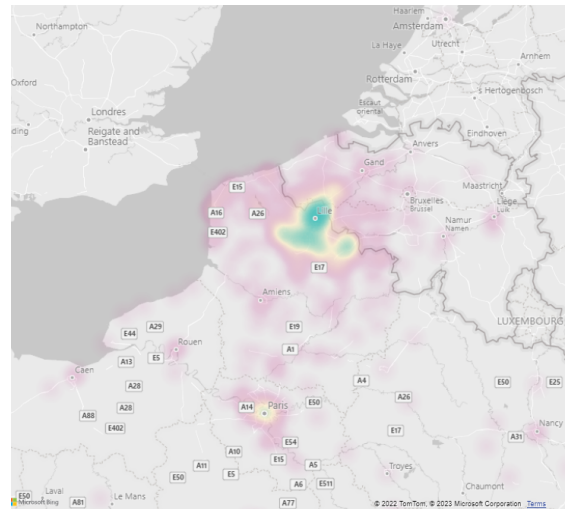 Haarlem
Northampton
Amsterdam
La Haye
Utrecht
Arnhem
Oxford
Rotterdam
's Hertogenbosch
Londres
Escaut
oriental
ding
Reigate and
Banstead
Eindhoven
Anvers
Gand
E15
Maastricht
Bruxelles
Brussel
Liège
Luik
A16
A26
Lille
E402
Namur
Namen
E17
Amiens
LUXEMBOURG
E19
A29
E44
Rouen
A1
A13
E5
Caen
A4
E50
E25
A28
A26
A14
Paris
E50
A28
A88
E17
Nancy
E402
A31
E54
A10
E15
A11
A5
Troyes
E50
E5
A6
E511
Chaumont
E50
Laval
A81
Le Mans
A77
Microsoft Bing
© 2022 TomTom, © 2023 Microsoft Corporation Terms